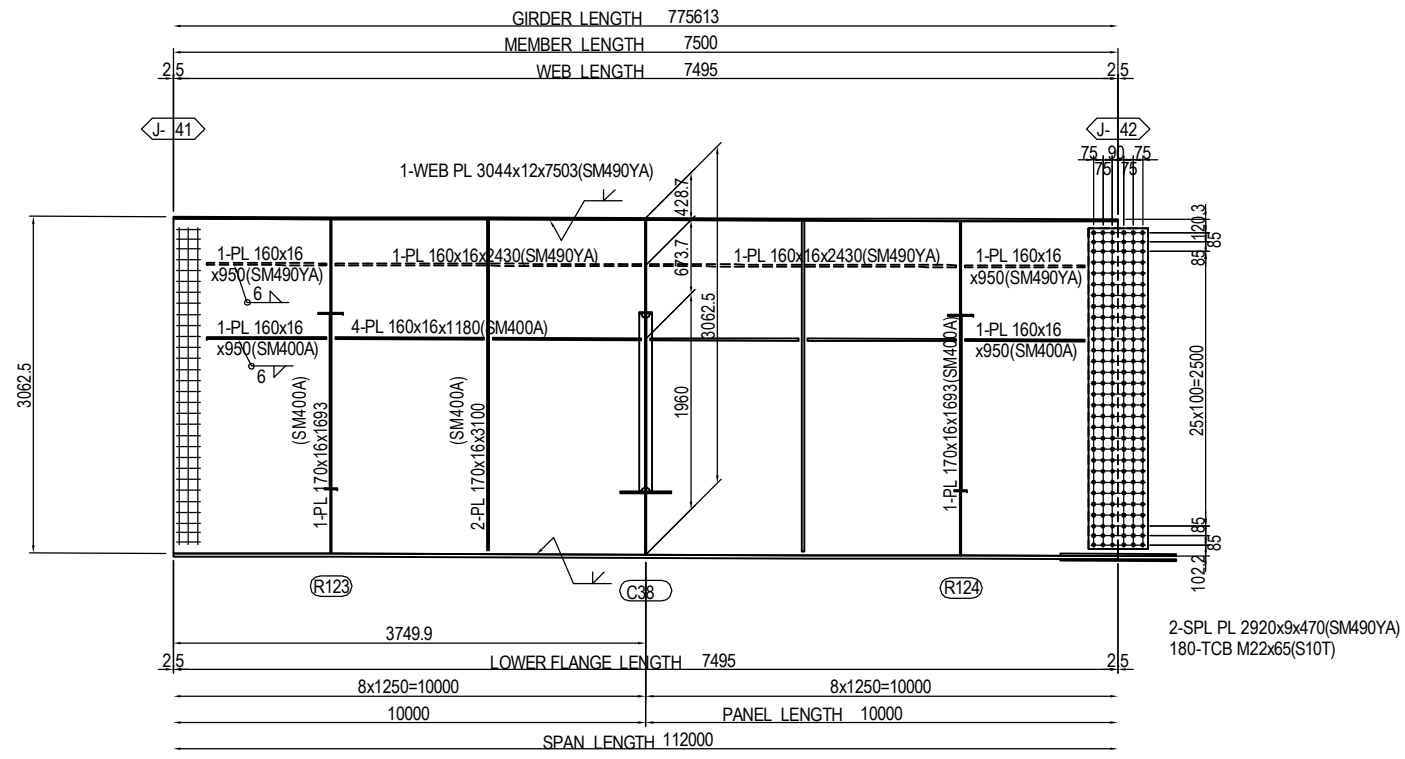 GIRDER LENGTH 775613
MEMBER LENGTH 7500
2.5 WEB LENGTH 7495 2.5
J- 41
J- 42
75 90 75
75 75
1-WEB PL 3044x12x7503(SM490YA)
428.7
120.3
85
85
1-PL 160x16
x950(SM490YA)
6
1-PL 160x16x2430(SM490YA)
673.7
1-PL 160x16x2430(SM490YA)
1-PL 160x16
x950(SM490YA)
3062.5
1-PL 160x16
x950(SM400A)
6
4-PL 160x16x1180(SM400A)
1-PL 160x16
x950(SM400A)
3062.5
(SM400A)
1-PL 170x16x1693
(SM400A)
2-PL 170x16x3100
1960
1-PL 170x16x1693(SM400A)
25x100=2500
85
85
102.2
R123
C38
R124
2-SPL PL 2920x9x470(SM490YA)
180-TCB M22x65(S10T)
3749.9
2.5 LOWER FLANGE LENGTH 7495 2.5
8x1250=10000 8x1250=10000
10000 PANEL LENGTH 10000
SPAN LENGTH 112000